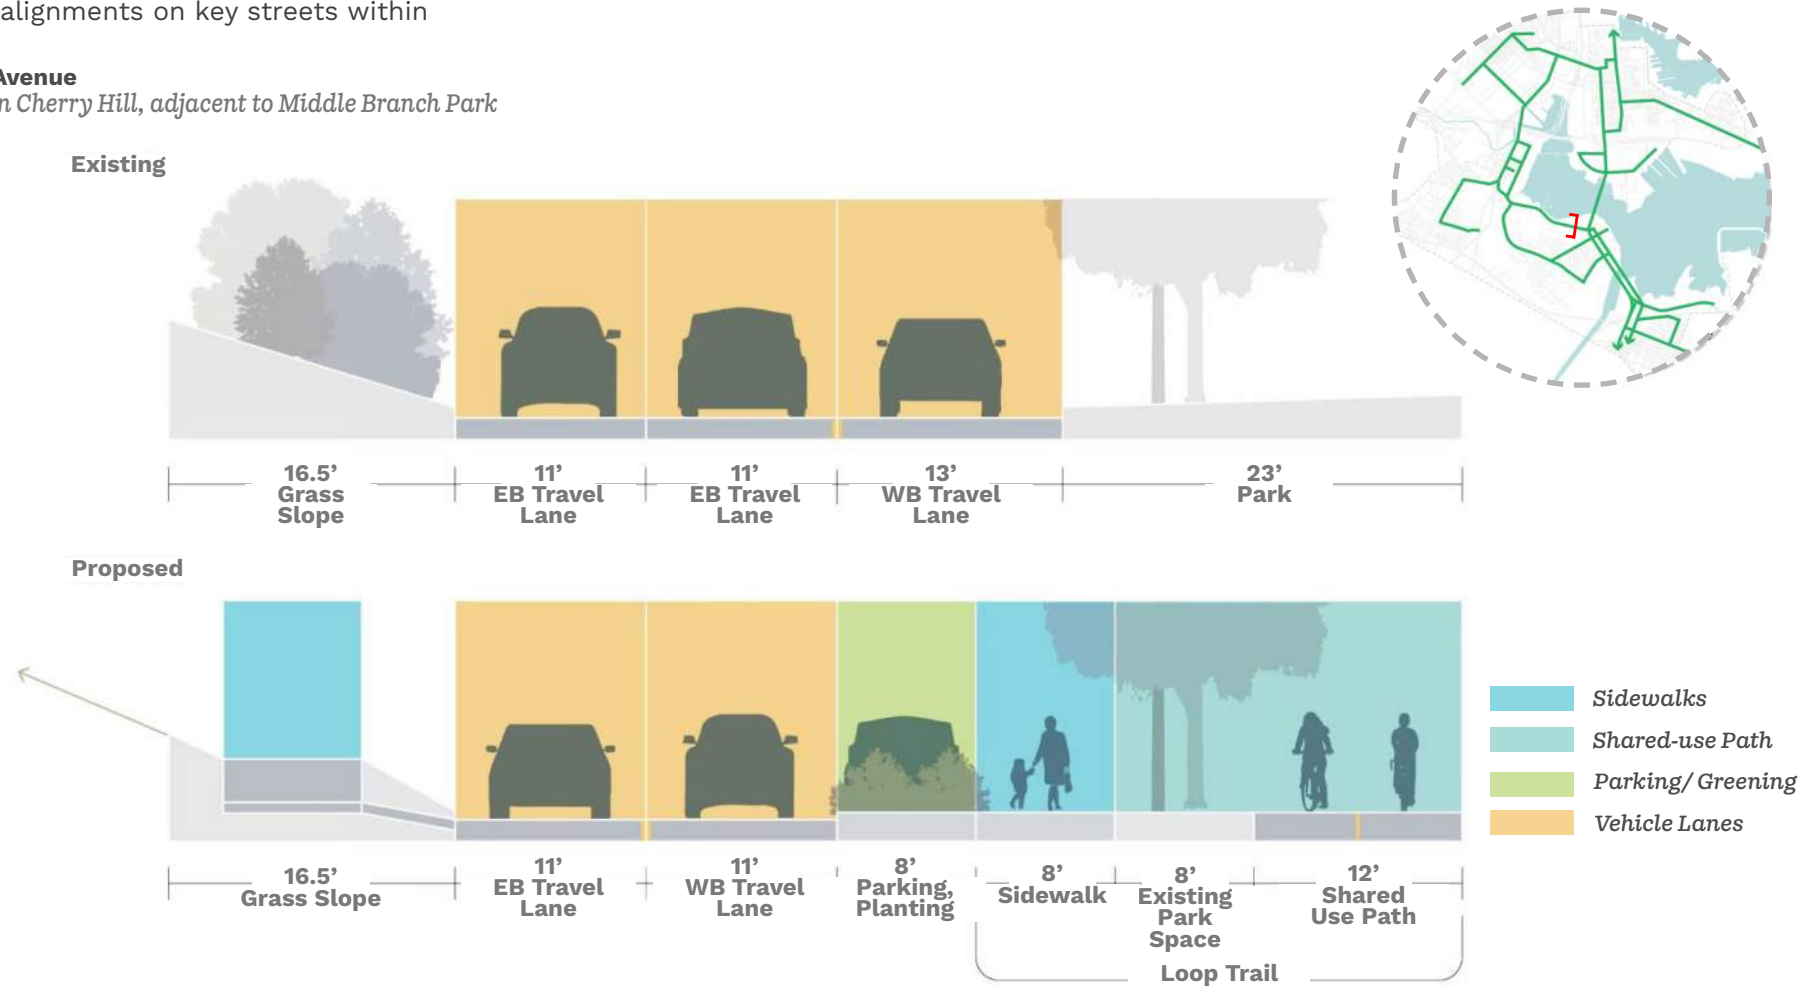 alignments on key streets within
Avenue
n Cherry Hill, adjacent to Middle Branch Park
Existing
16.5’
Grass
Slope
11’
EB Travel
Lane
11’
EB Travel
Lane
13’
WB Travel
Lane
23’
Park
Proposed
16.5’
Grass Slope
11’
EB Travel
Lane
11’
WB Travel
Lane
8’
Parking,
Planting
8’
Sidewalk
8’
Existing
Park
Space
12’
Shared
Use Path
Loop Trail
Sidewalks
Shared-use Path
Parking/ Greening
Vehicle Lanes